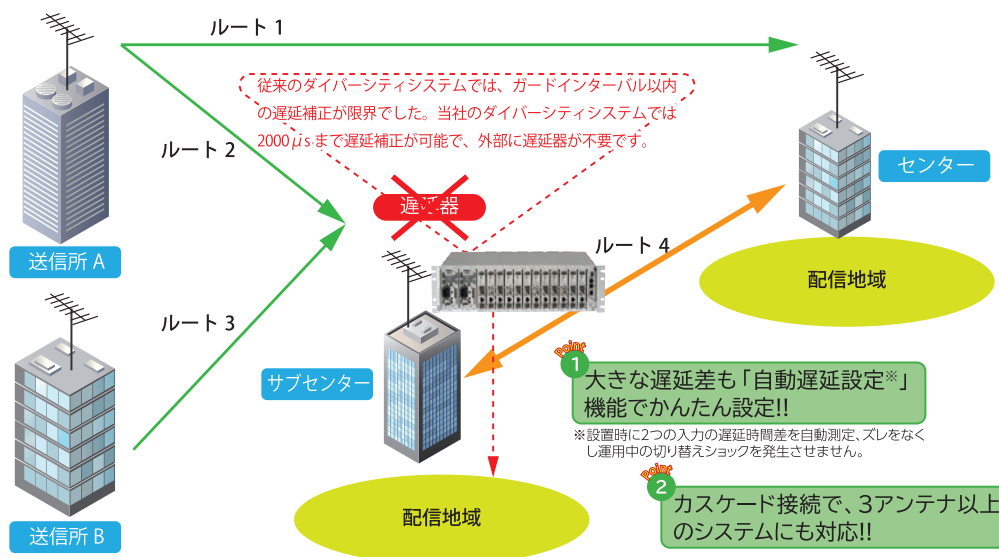 ルート 1
従来のダイバーシティシステムでは、ガードインターバル以内
の遅延補正が限界でした。当社のダイバーシティシステムでは
2000μs まで遅延補正が可能で、外部に遅延器が不要です。
ルート 2
センター
遅延器
送信所 A
ルート 4
配信地域
ルート 3
サブセンター
Point
1
大きな遅延差も「自動遅延設定※」
機能でかんたん設定!!
※設置時に2つの入力の遅延時間差を自動測定、ズレをなく
し運用中の切り替えショックを発生させません。
Point
2
カスケード接続で、3アンテナ以上
のシステムにも対応!!
配信地域
送信所 B